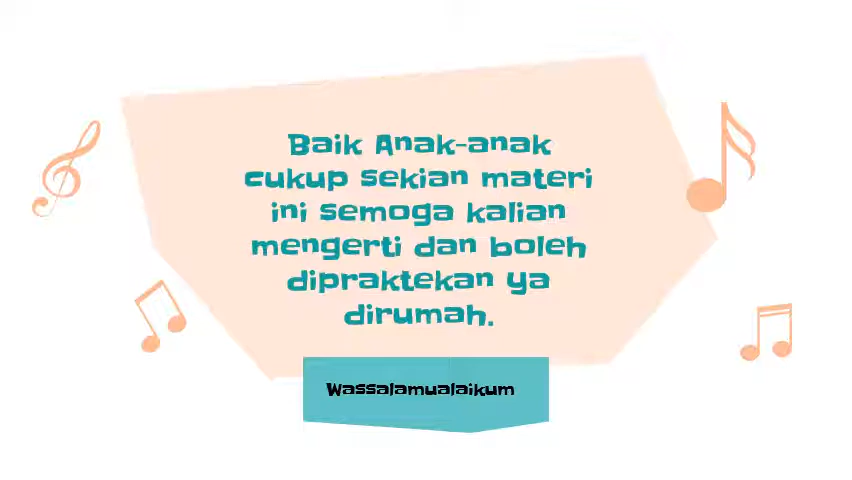 Baik Anak-anak
cukup sekian materi
ini semoga kalian
mengerti dan boleh
dipraktekan ya
dirumah.
Wassalamualaikum